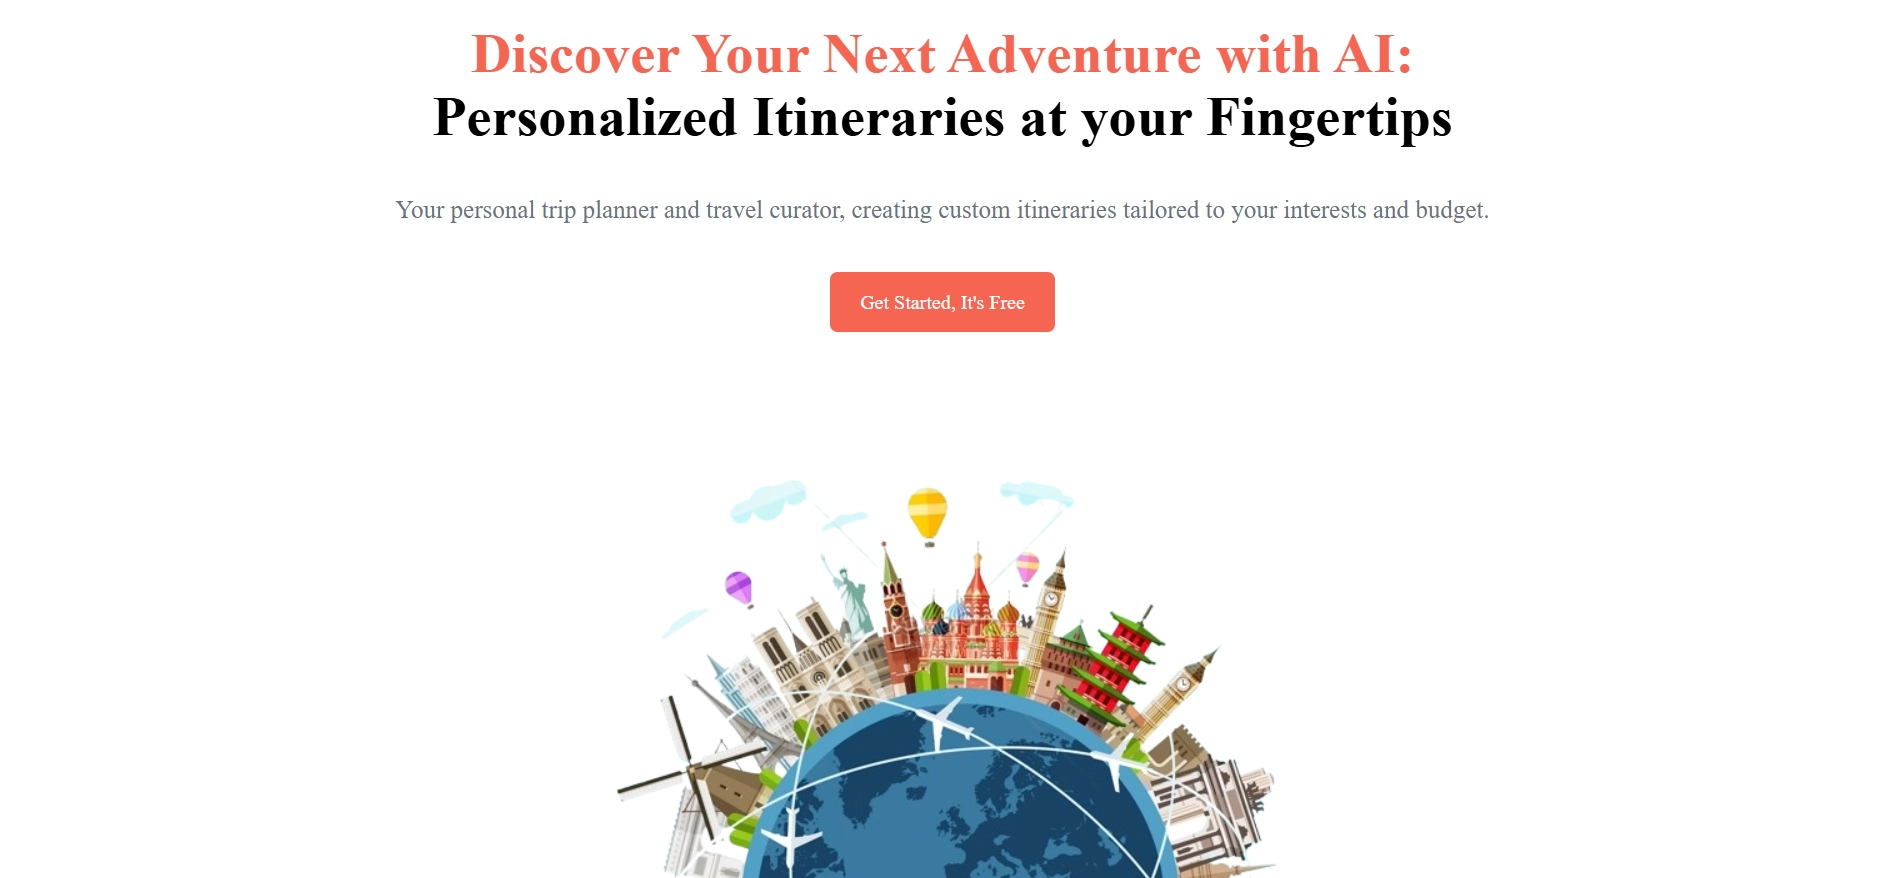 Discover Your Next Adventure with AI:
Personalized Itineraries at your Fingertips
Your personal trip planner and travel curator, creating custom itineraries tailored to your interests and budget.
Get Started, It's Free